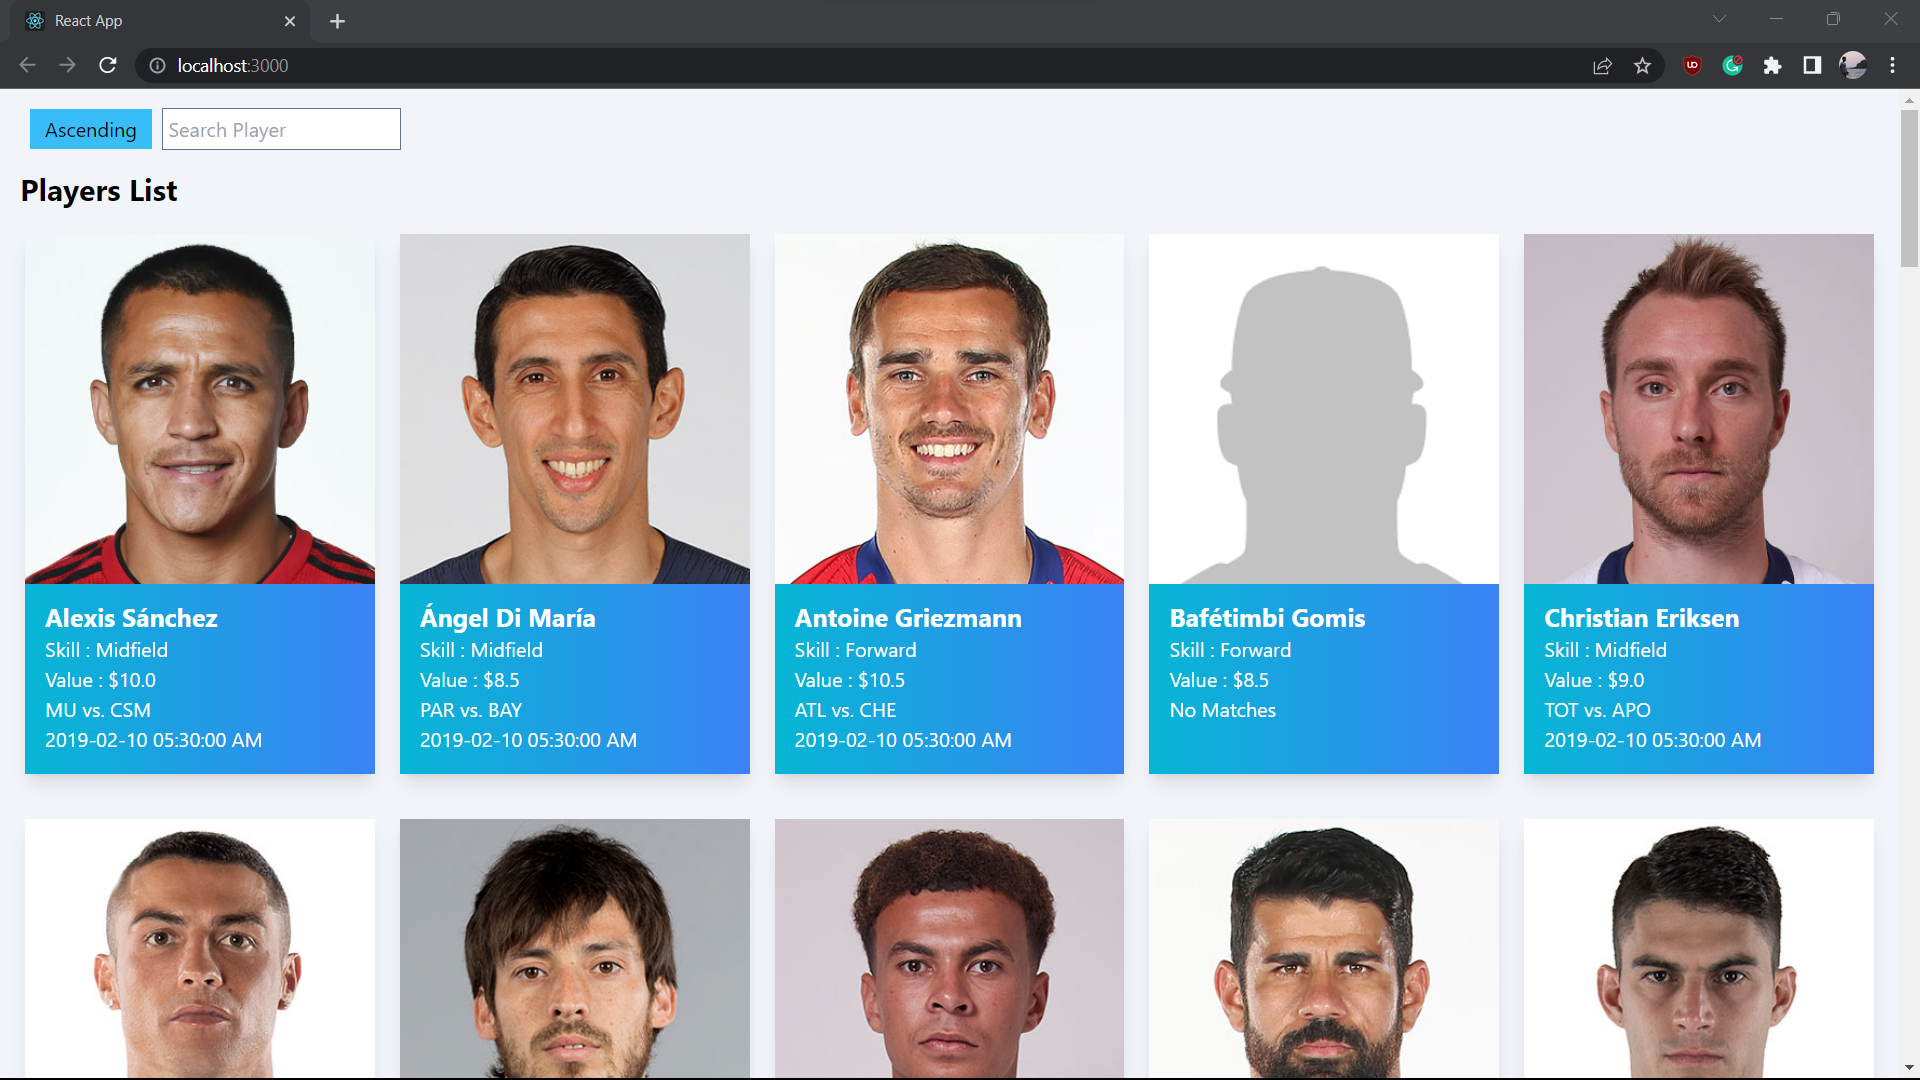 React App
localhost:3000
Ascending
Search Player
Players List
Alexis Sánchez
Skill : Midfield
Value : $10.0
MU vs. CSM
2019-02-10 05:30:00 AM
Ángel Di María
Skill : Midfield
Value : $8.5
PAR vs. BAY
2019-02-10 05:30:00 AM
Antoine Griezmann
Skill : Forward
Value : $10.5
ATL vs. CHE
2019-02-10 05:30:00 AM
Bafétimbi Gomis
Skill : Forward
Value : $8.5
No Matches
Christian Eriksen
Skill : Midfield
Value : $9.0
TOT vs. APO
2019-02-10 05:30:00 AM